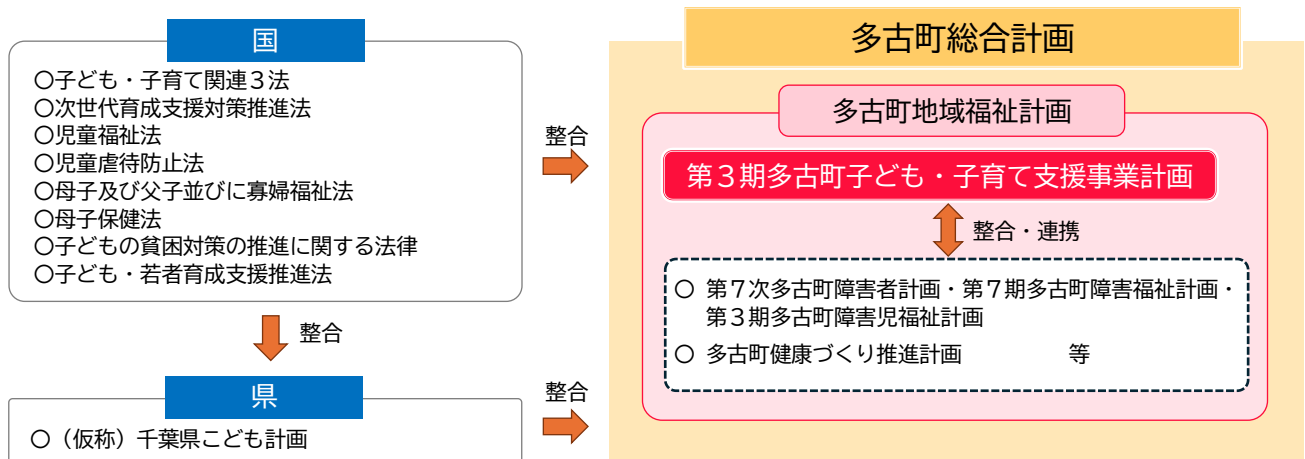 国
〇子ども・子育て関連３法
〇次世代育成支援対策推進法
〇児童福祉法
〇児童虐待防止法
〇母子及び父子並びに寡婦福祉法
〇母子保健法
〇子どもの貧困対策の推進に関する法律
〇子ども・若者育成支援推進法
整合
県
〇（仮称）千葉県こども計画
整合
整合
多古町総合計画
多古町地域福祉計画
第３期多古町子ども・子育て支援事業計画
整合・連携
〇 第７次多古町障害者計画・第７期多古町障害福祉計画・
第３期多古町障害児福祉計画
〇 多古町健康づくり推進計画　　　　　等